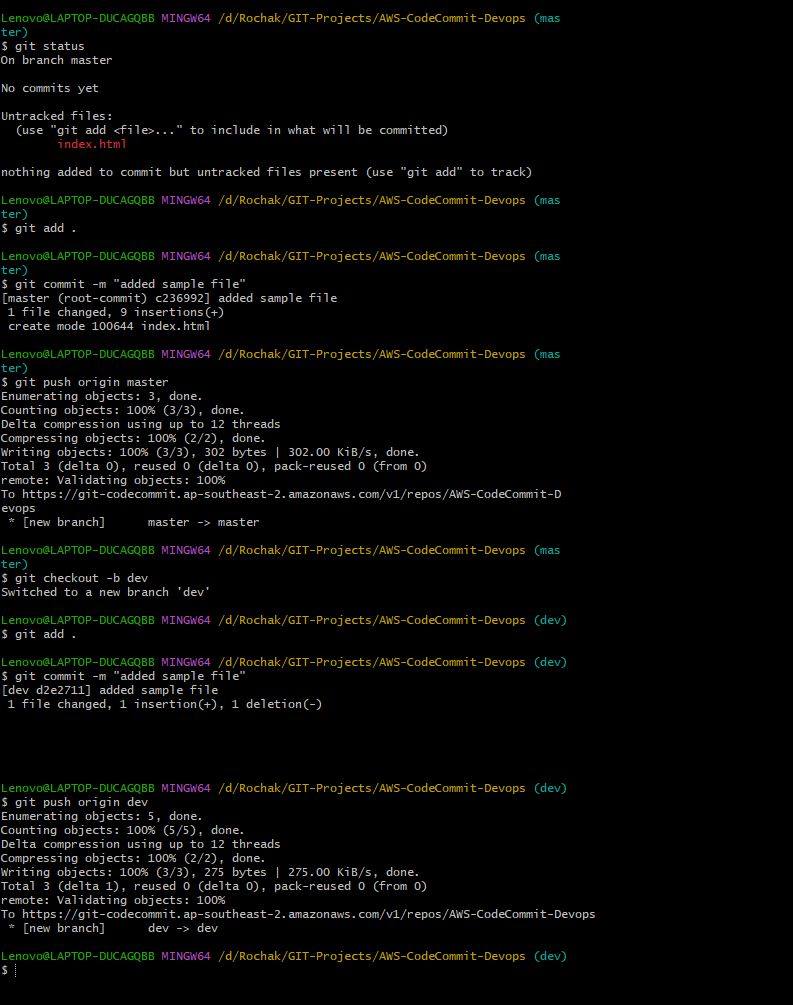 Lenovo@LAPTOP-DUCAGQBB MINGW64 /d/Rochak/GIT-Projects/AWS-CodeCommit-Devops (mas
ter)
$ git status
On branch master
No commits yet
Untracked files:
  (use "git add <file>..." to include in what will be committed)
        index.html
nothing added to commit but untracked files present (use "git add" to track)
Lenovo@LAPTOP-DUCAGQBB MINGW64 /d/Rochak/GIT-Projects/AWS-CodeCommit-Devops (mas
ter)
$ git add .
Lenovo@LAPTOP-DUCAGQBB MINGW64 /d/Rochak/GIT-Projects/AWS-CodeCommit-Devops (mas
ter)
$ git commit -m "added sample file"
[master (root-commit) c236992] added sample file
 1 file changed, 9 insertions(+)
 create mode 100644 index.html
Lenovo@LAPTOP-DUCAGQBB MINGW64 /d/Rochak/GIT-Projects/AWS-CodeCommit-Devops (mas
ter)
$ git push origin master
Enumerating objects: 3, done.
Counting objects: 100% (3/3), done.
Delta compression using up to 12 threads
Compressing objects: 100% (2/2), done.
Writing objects: 100% (3/3), 302 bytes | 302.00 KiB/s, done.
Total 3 (delta 0), reused 0 (delta 0), pack-reused 0 (from 0)
remote: Validating objects: 100%
To https://git-codecommit.ap-southeast-2.amazonaws.com/v1/repos/AWS-CodeCommit-D
evops
 * [new branch]      master -> master
Lenovo@LAPTOP-DUCAGQBB MINGW64 /d/Rochak/GIT-Projects/AWS-CodeCommit-Devops (mas
ter)
$ git checkout -b dev
Switched to a new branch 'dev'
Lenovo@LAPTOP-DUCAGQBB MINGW64 /d/Rochak/GIT-Projects/AWS-CodeCommit-Devops (dev)
$ git add .
Lenovo@LAPTOP-DUCAGQBB MINGW64 /d/Rochak/GIT-Projects/AWS-CodeCommit-Devops (dev)
$ git commit -m "added sample file"
[dev d2e2711] added sample file
 1 file changed, 1 insertion(+), 1 deletion(-)
Lenovo@LAPTOP-DUCAGQBB MINGW64 /d/Rochak/GIT-Projects/AWS-CodeCommit-Devops (dev)
$ git push origin dev
Enumerating objects: 5, done.
Counting objects: 100% (5/5), done.
Delta compression using up to 12 threads
Compressing objects: 100% (2/2), done.
Writing objects: 100% (3/3), 275 bytes | 275.00 KiB/s, done.
Total 3 (delta 1), reused 0 (delta 0), pack-reused 0 (from 0)
remote: Validating objects: 100%
To https://git-codecommit.ap-southeast-2.amazonaws.com/v1/repos/AWS-CodeCommit-Devops
 * [new branch]      dev -> dev
Lenovo@LAPTOP-DUCAGQBB MINGW64 /d/Rochak/GIT-Projects/AWS-CodeCommit-Devops (dev)
$